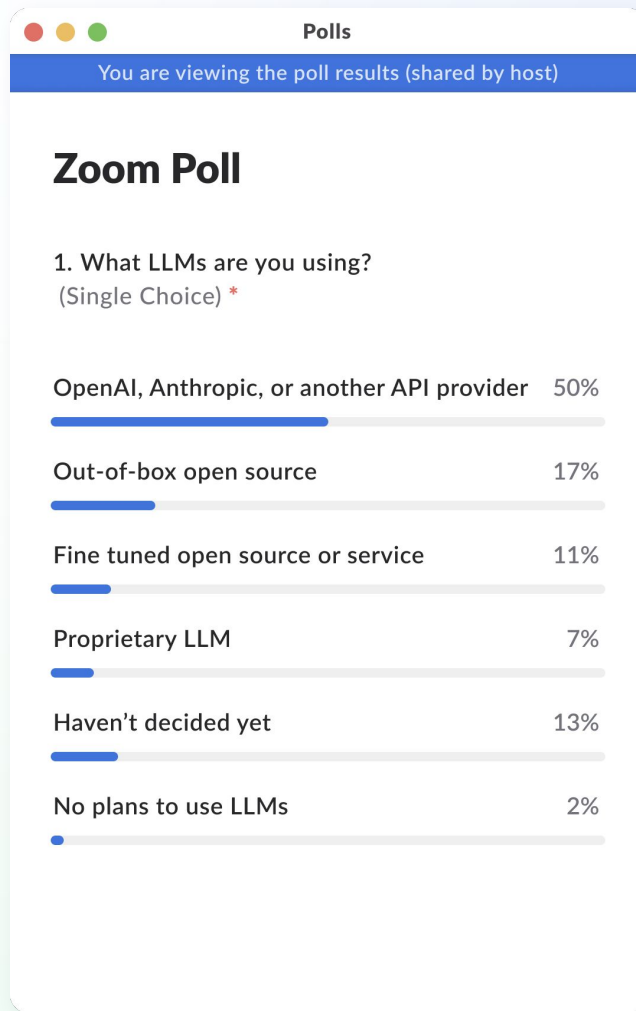 Polls
You are viewing the poll results (shared by host)
Zoom Poll
1. What LLMs are you using?
(Single Choice) *
OpenAI, Anthropic, or another API provider 50%
Out-of-box open source 17%
Fine tuned open source or service 11%
Proprietary LLM 7%
Haven’t decided yet 13%
No plans to use LLMs 2%